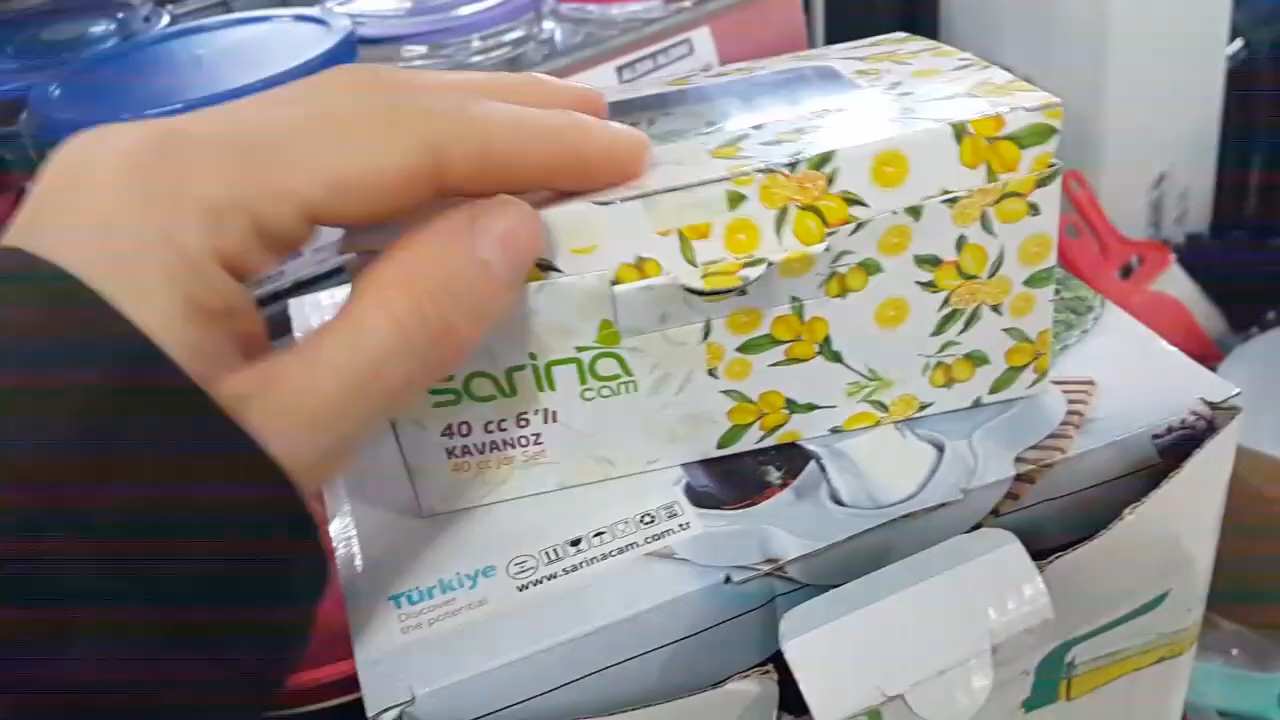 sarina
cam
40 cc 6'lı
KAVANOZ
40 cc Jar Set
www.sarinacam.com.tr
Türkiye
Discover
the potential